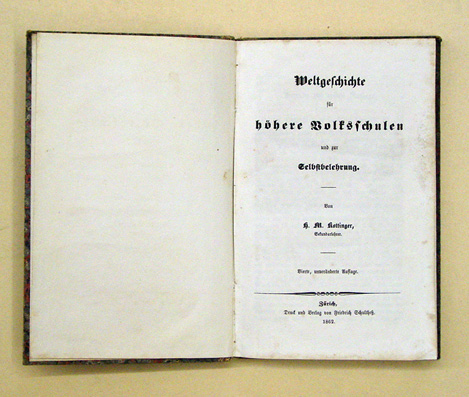 Weltgeschichte
für
höhere Volksschulen
und zur
Selbstbelehrung.
Von
H. M. Kottinger,
Sekundarlehrer.
Vierte, unveränderte Auflage.
Zürich,
Druck und Verlag von Friedrich Schultheß.
1862.